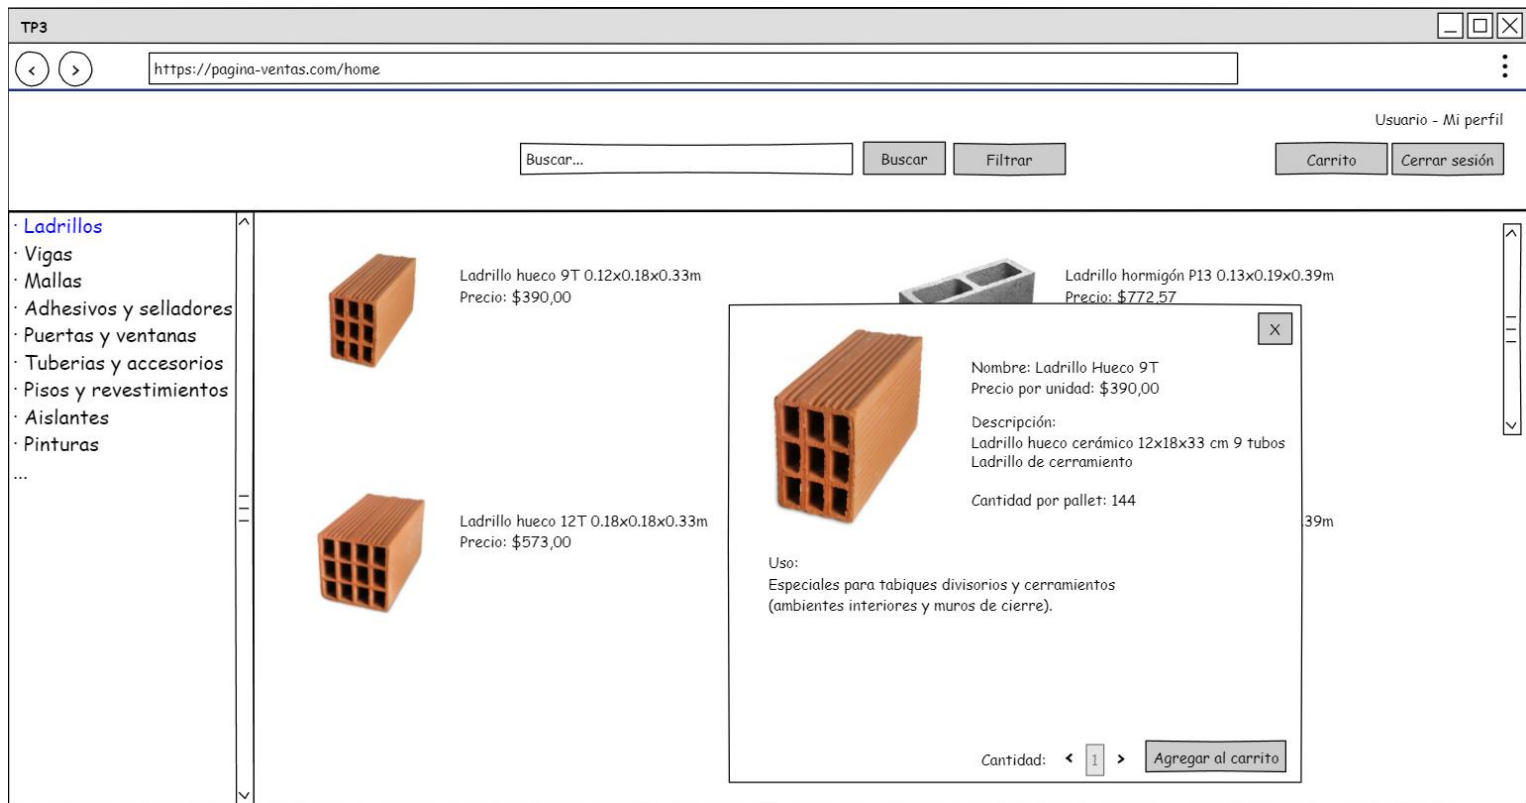 TP3
https://pagina-ventas.com/home
Usuario - Mi perfil
Buscar...
Buscar
Filtrar
Carrito
Cerrar sesión
· Ladrillos
· Vigas
· Mallas
· Adhesivos y selladores
· Puertas y ventanas
· Tuberias y accesorios
· Pisos y revestimientos
· Aislantes
· Pinturas
...
Ladrillo hueco 9T 0.12x0.18x0.33m
Precio: $390,00
Ladrillo hormigón P13 0.13x0.19x0.39m
Precio: $772,57
Ladrillo hueco 12T 0.18x0.18x0.33m
Precio: $573,00
.39m
X
Nombre: Ladrillo Hueco 9T
Precio por unidad: $390,00
Descripción:
Ladrillo hueco cerámico 12x18x33 cm 9 tubos
Ladrillo de cerramiento
Cantidad por pallet: 144
Uso:
Especiales para tabiques divisorios y cerramientos
(ambientes interiores y muros de cierre).
Cantidad:
1
Agregar al carrito